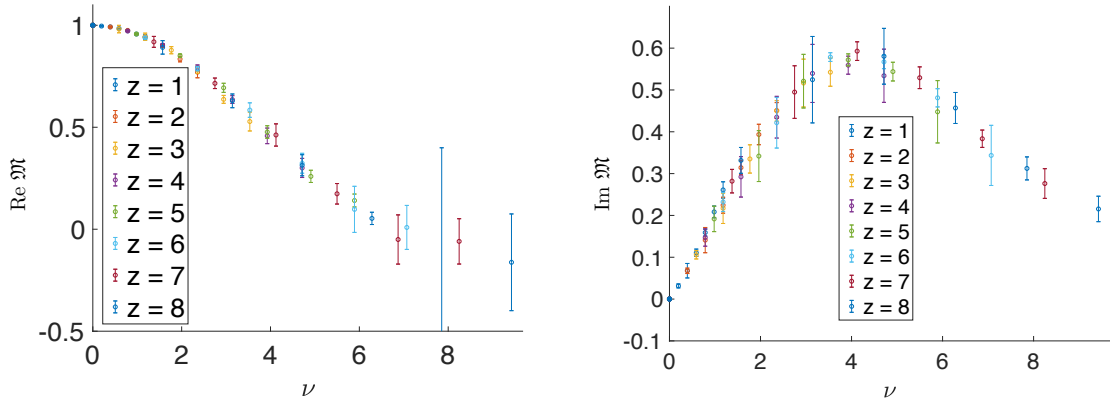 1
0.5
0
-0.5
0 2 4 6 8
Re 𝔐
ν
z = 1
z = 2
z = 3
z = 4
z = 5
z = 6
z = 7
z = 8
0.6
0.5
0.4
0.3
0.2
0.1
0
-0.1
0 2 4 6 8
Im 𝔐
ν
z = 1
z = 2
z = 3
z = 4
z = 5
z = 6
z = 7
z = 8